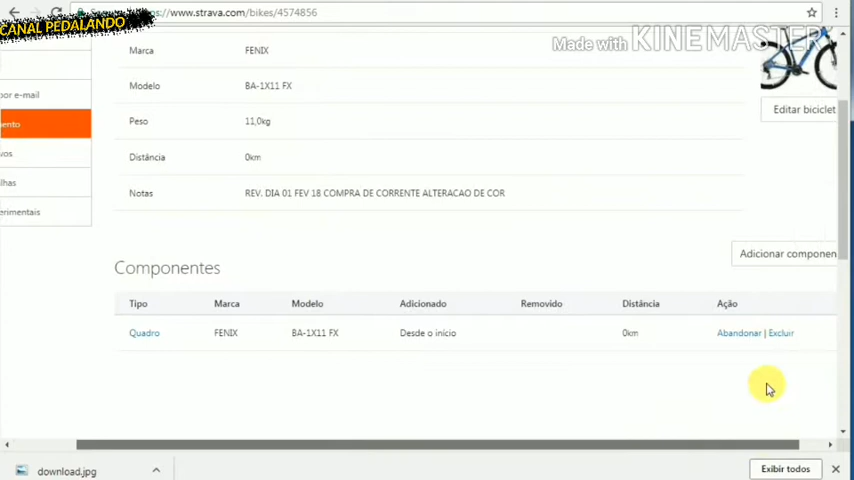 https://www.strava.com/bikes/4574856
CANAL PEDALANDO
Made with KINEMASTER
Marca FENIX
por e-mail
Modelo BA-1X11 FX
Editar biciclet
ento
Peso 11,0kg
vos
Distância 0km
lhas
Notas REV. DIA 01 FEV 18 COMPRA DE CORRENTE ALTERACAO DE COR
erimentais
Adicionar componen
Componentes
Tipo Marca Modelo Adicionado Removido Distância Ação
Quadro FENIX BA-1X11 FX Desde o início 0km Abandonar | Excluir
download.jpg
Exibir todos